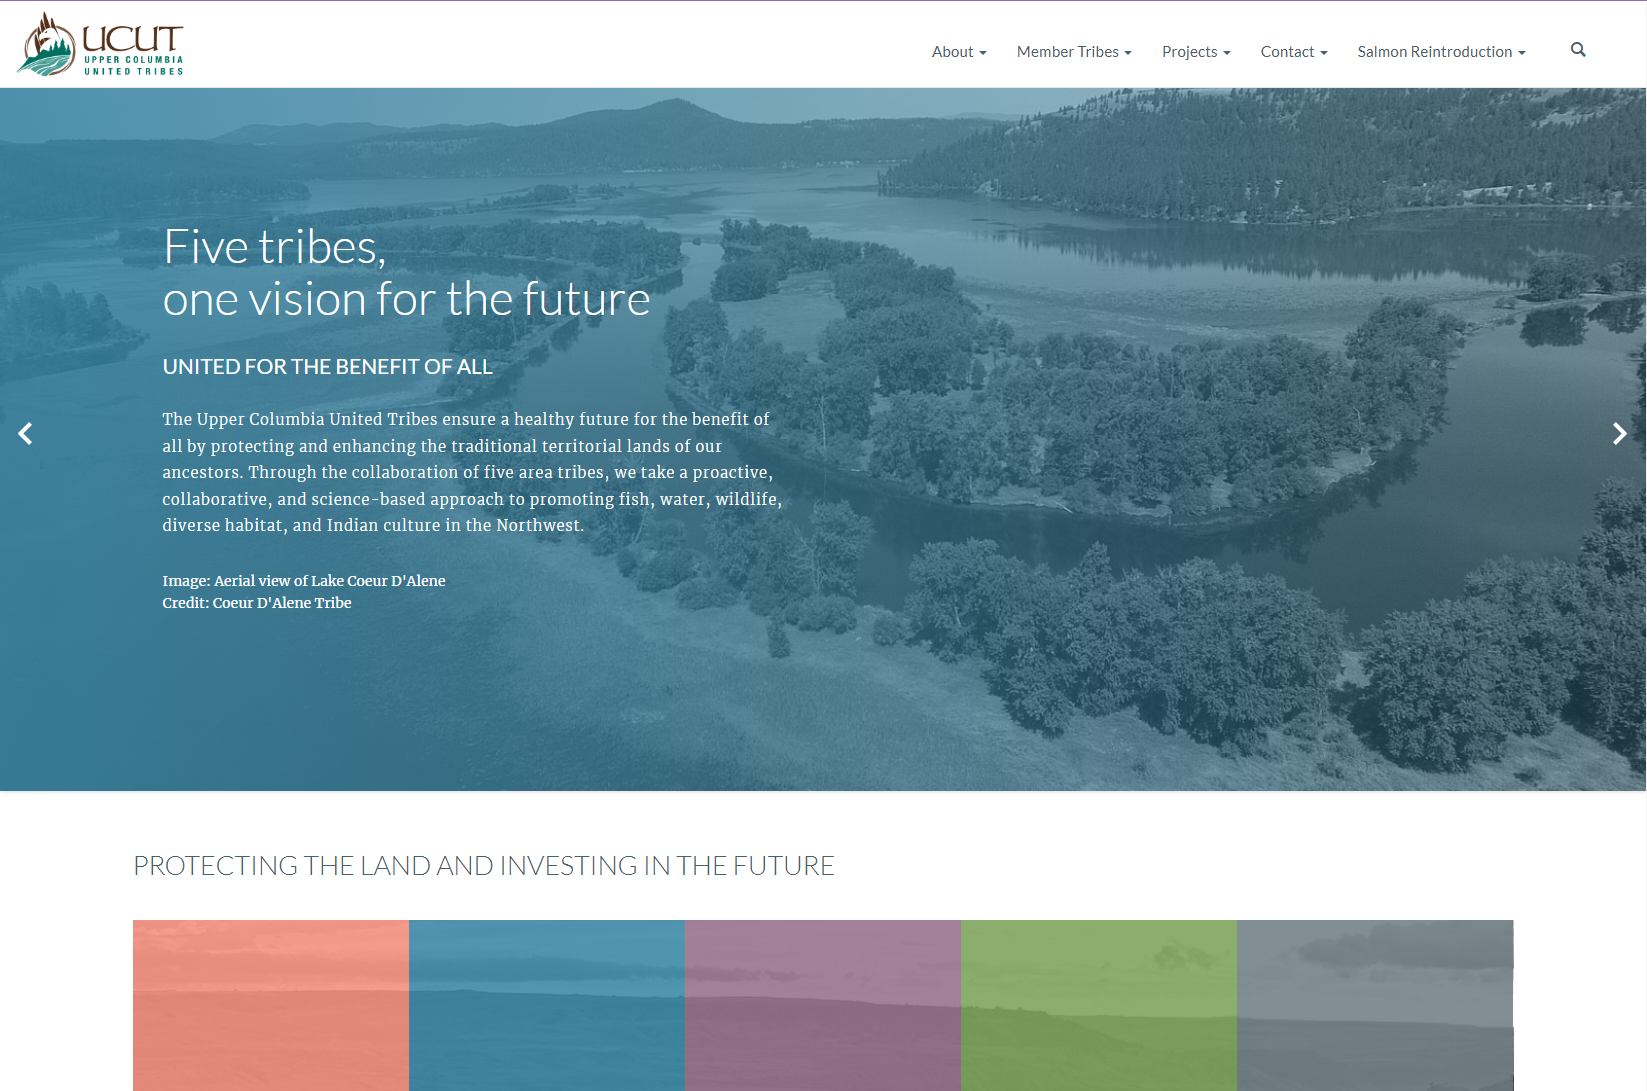 UCUT
UPPER COLUMBIA
UNITED TRIBES
About
Member Tribes
Projects
Contact
Salmon Reintroduction
Five tribes,
one vision for the future
UNITED FOR THE BENEFIT OF ALL
The Upper Columbia United Tribes ensure a healthy future for the benefit of
all by protecting and enhancing the traditional territorial lands of our
ancestors. Through the collaboration of five area tribes, we take a proactive,
collaborative, and science-based approach to promoting fish, water, wildlife,
diverse habitat, and Indian culture in the Northwest.
Image: Aerial view of Lake Coeur D'Alene
Credit: Coeur D'Alene Tribe
PROTECTING THE LAND AND INVESTING IN THE FUTURE